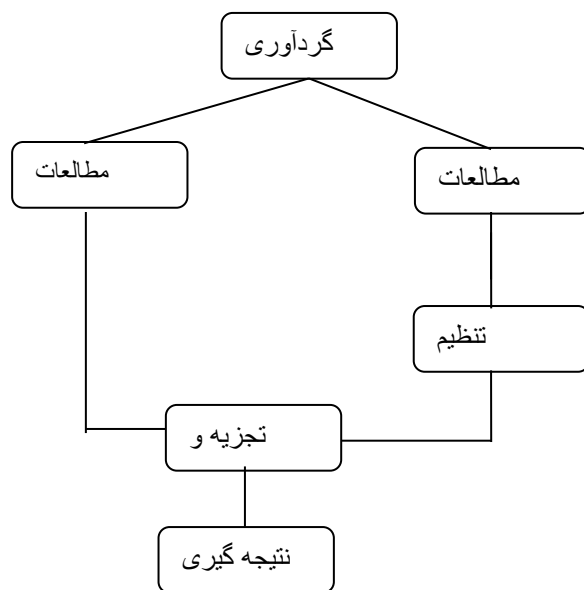 گردآوری
مطالعات
مطالعات
تنظیم
تجزیه و
نتیجه گیری